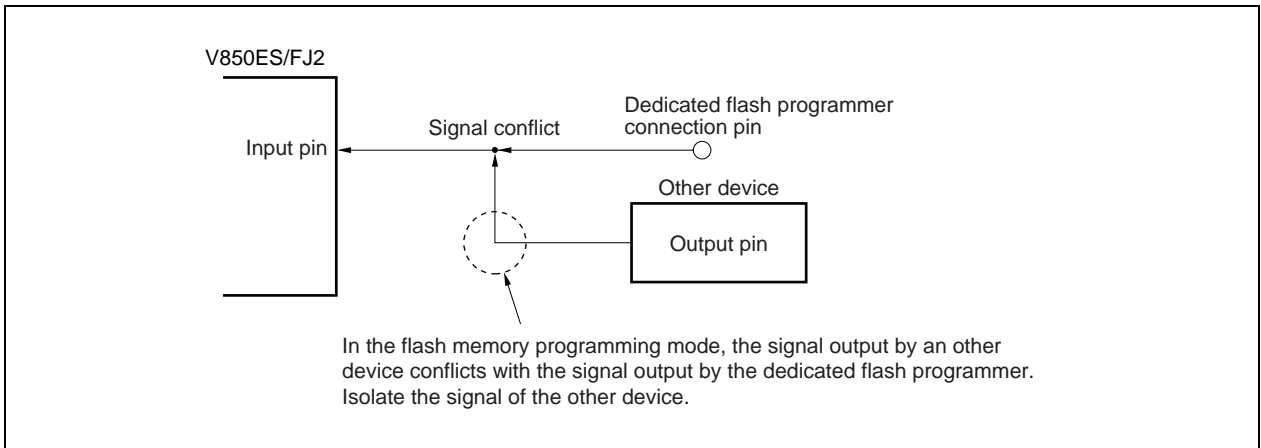 V850ES/FJ2
Dedicated flash programmer
connection pin
Signal conflict
Input pin
Other device
Output pin
In the flash memory programming mode, the signal output by an other
device conflicts with the signal output by the dedicated flash programmer.
Isolate the signal of the other device.